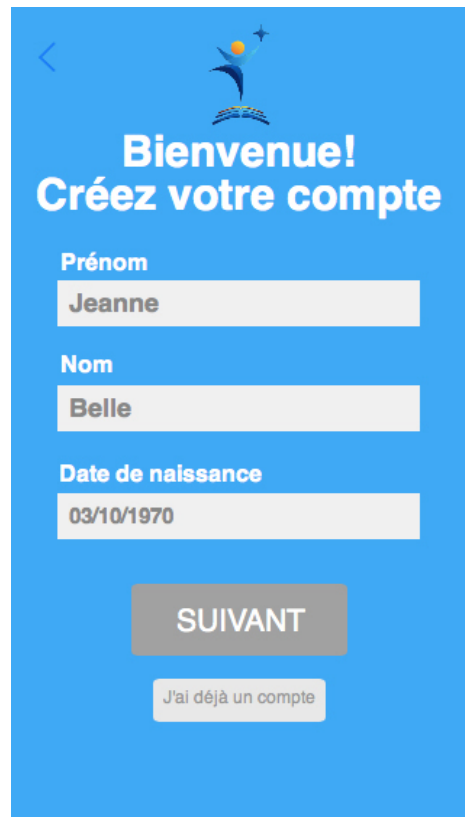 Bienvenue!
Créez votre compte
Prénom
Jeanne
Nom
Belle
Date de naissance
03/10/1970
SUIVANT
J'ai déjà un compte